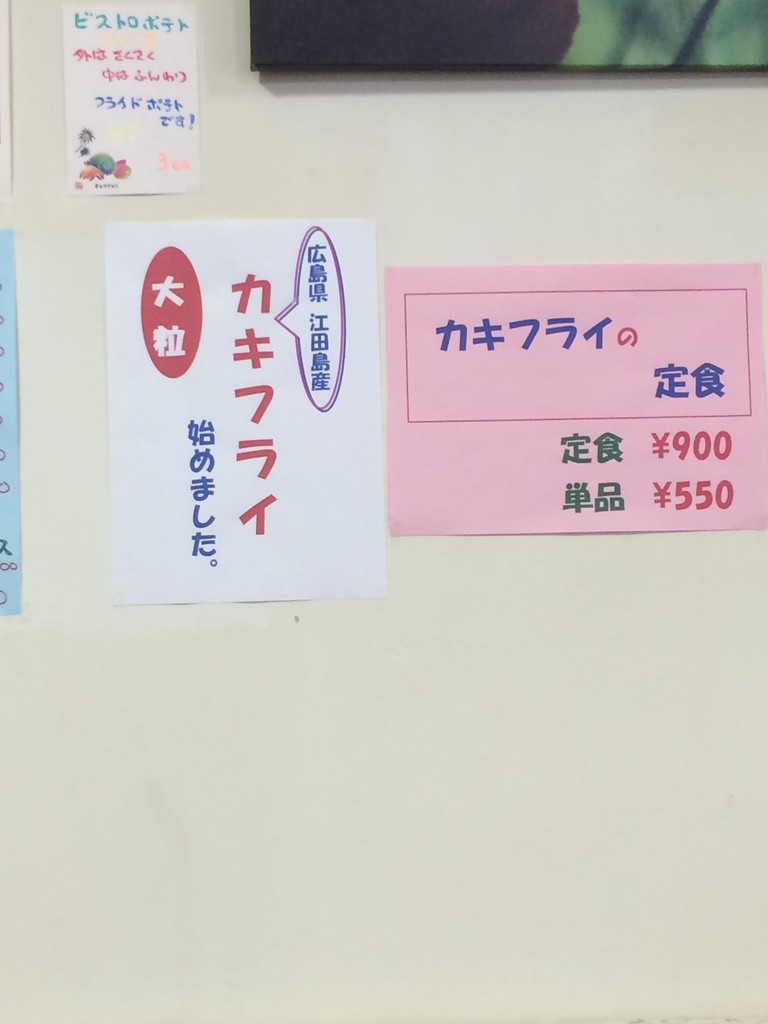 ビストロポテト
外はさくさく
中はふんわり
フライドポテト
です!
広島県 江田島産
カキフライ
大粒
始めました。
カキフライの
定食
定食 ¥900
単品 ¥550
ス